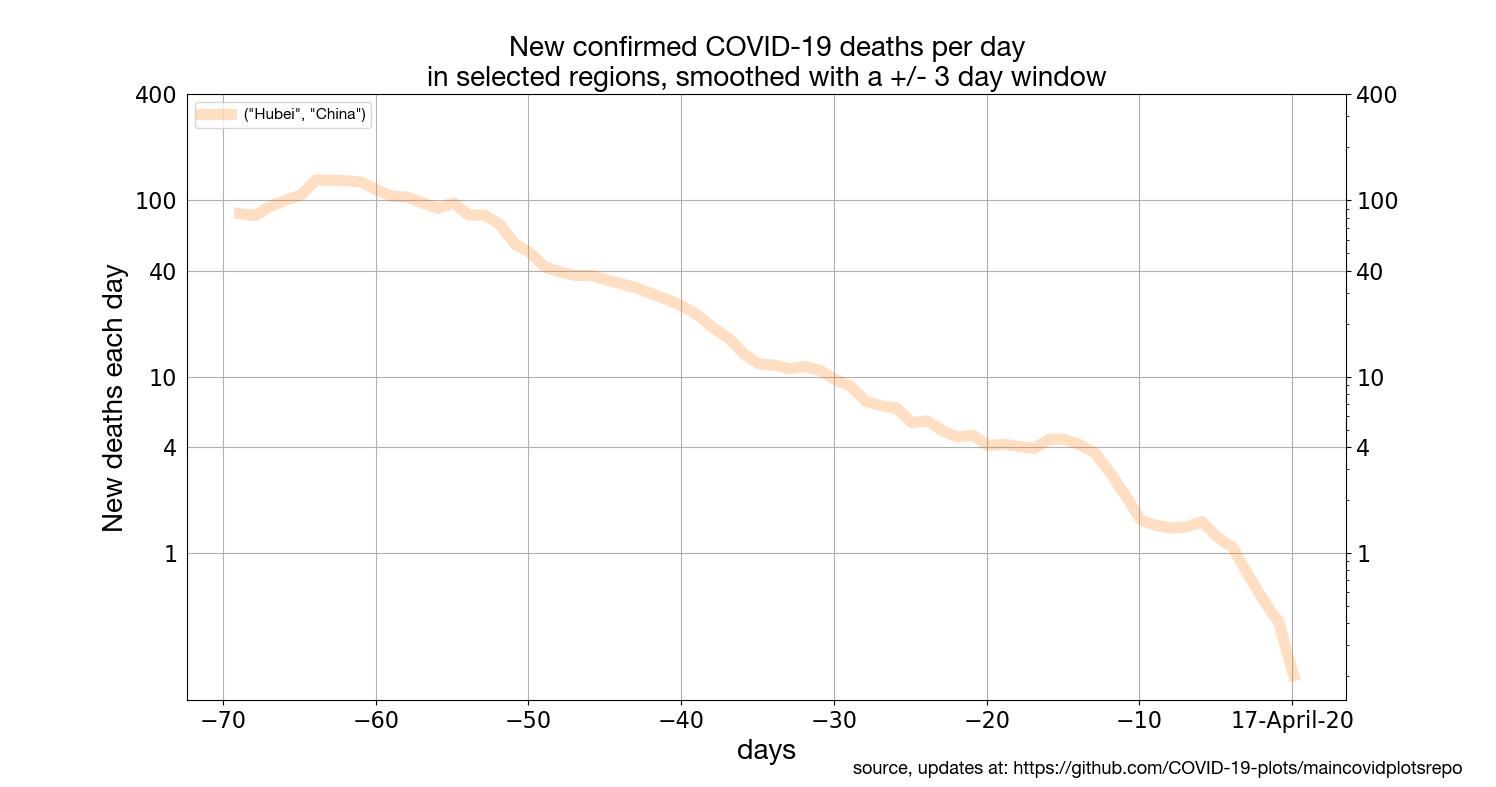 New confirmed COVID-19 deaths per day
in selected regions, smoothed with a +/- 3 day window
("Hubei", "China")
New deaths each day
400
100
40
10
4
1
400
100
40
10
4
1
−70 −60 −50 −40 −30 −20 −10 17-April-20
days
source, updates at: https://github.com/COVID-19-plots/maincovidplotsrepo